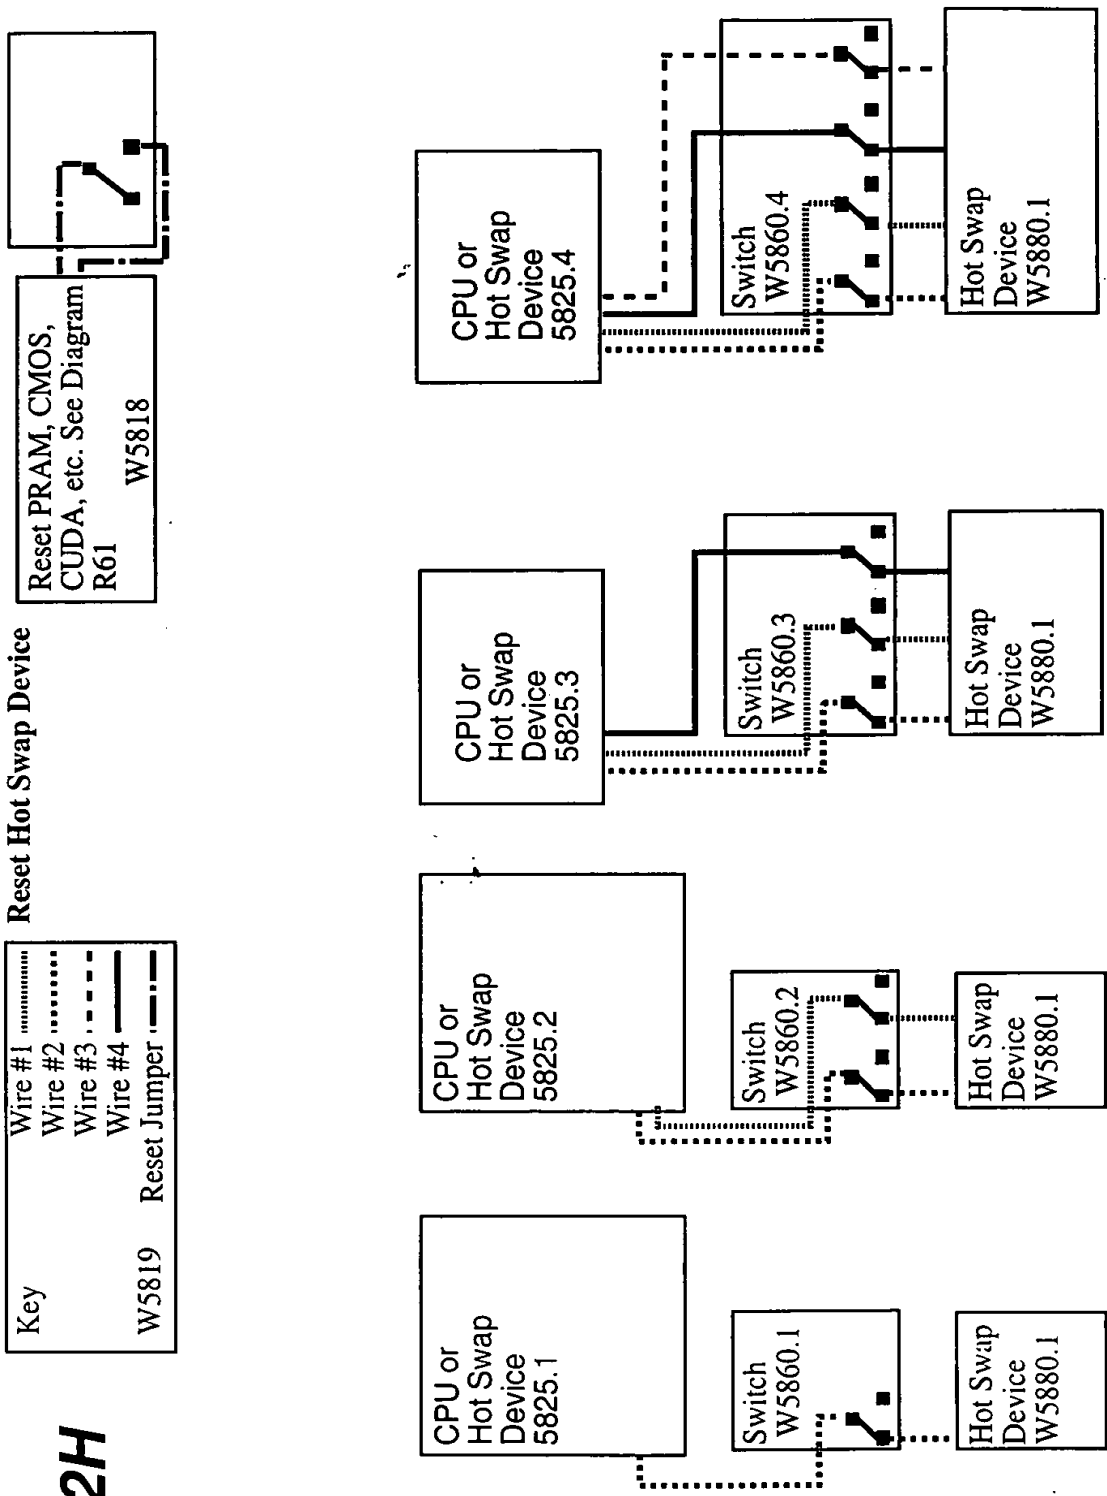 2H
Key
Wire #1
Wire #2
Wire #3
Wire #4
W5819 Reset Jumper
Reset Hot Swap Device
Reset PRAM, CMOS,
CUDA, etc. See Diagram
R61
W5818
CPU or
Hot Swap
Device
5825.1
CPU or
Hot Swap
Device
5825.2
CPU or
Hot Swap
Device
5825.3
CPU or
Hot Swap
Device
5825.4
Switch
W5860.1
Switch
W5860.2
Switch
W5860.3
Switch
W5860.4
Hot Swap
Device
W5880.1
Hot Swap
Device
W5880.1
Hot Swap
Device
W5880.1
Hot Swap
Device
W5880.1